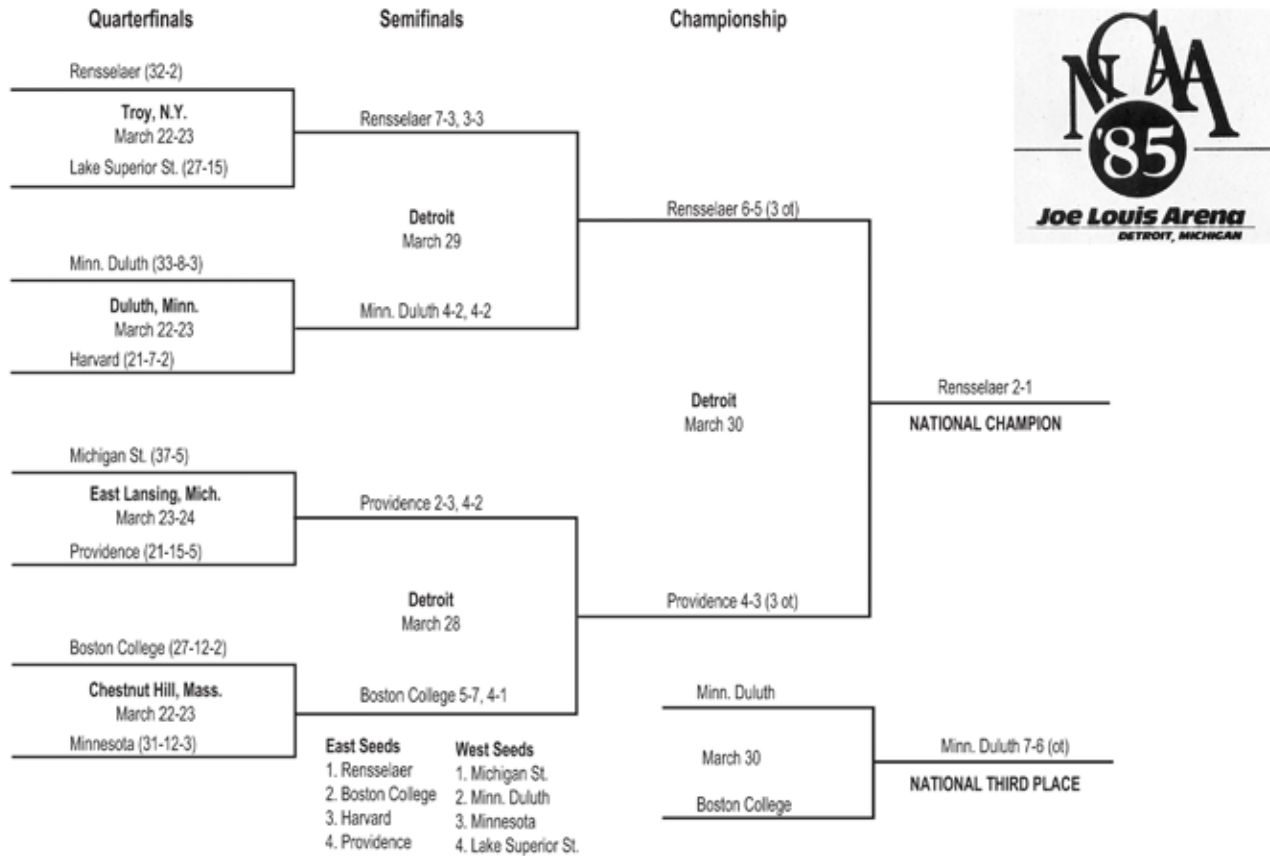 Quarterfinals
Semifinals
Championship
Rensselaer (32-2)
Troy, N.Y.
March 22-23
Lake Superior St. (27-15)
Minn. Duluth (33-8-3)
Duluth, Minn.
March 22-23
Harvard (21-7-2)
Michigan St. (37-5)
East Lansing, Mich.
March 23-24
Providence (21-15-5)
Boston College (27-12-2)
Chestnut Hill, Mass.
March 22-23
Minnesota (31-12-3)
Rensselaer 7-3, 3-3
Detroit
March 29
Minn. Duluth 4-2, 4-2
Providence 2-3, 4-2
Detroit
March 28
Boston College 5-7, 4-1
Rensselaer 6-5 (3 ot)
Detroit
March 30
Providence 4-3 (3 ot)
Rensselaer 2-1
NATIONAL CHAMPION
Minn. Duluth
March 30
Boston College
Minn. Duluth 7-6 (ot)
NATIONAL THIRD PLACE
East Seeds
1. Rensselaer
2. Boston College
3. Harvard
4. Providence
West Seeds
1. Michigan St.
2. Minn. Duluth
3. Minnesota
4. Lake Superior St.
NCAA
'85
Joe Louis Arena
DETROIT, MICHIGAN